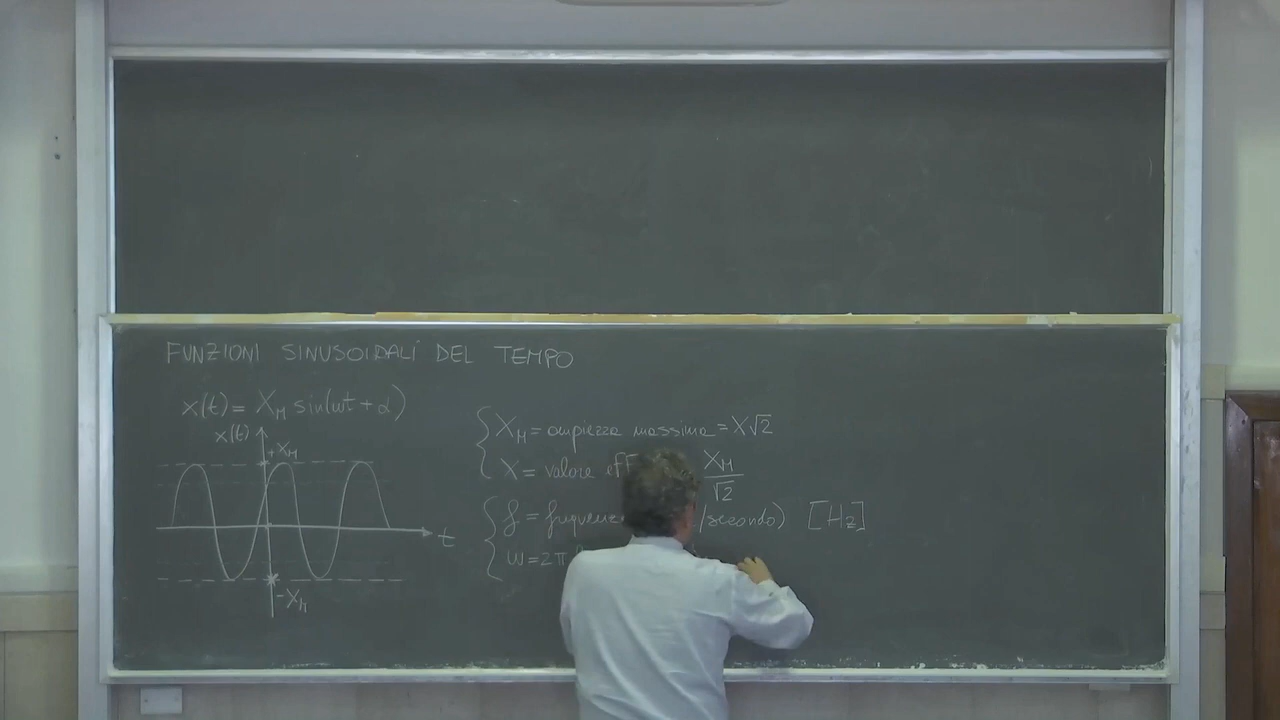 FUNZIONI SINUSOIDALI DEL TEMPO
x(t) = X_M sin(ωt + α)
x(t)
+X_M
t
-X_M
X_M = ampiezza massima = X√2
X = valore eff X_M/√2
f = frequenz /secondo) [Hz]
ω = 2π